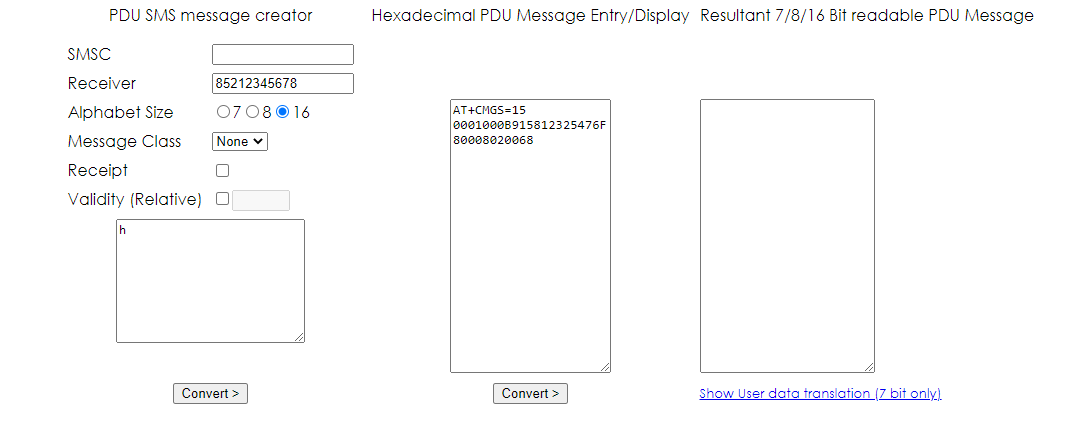 PDU SMS message creator
Hexadecimal PDU Message Entry/Display
Resultant 7/8/16 Bit readable PDU Message
SMSC
Receiver 85212345678
Alphabet Size 7 8 16
Message Class None
Receipt
Validity (Relative)
h
Convert >
AT+CMGS=15
0001000B915812325476F
80008020068
Convert >
Show User data translation (7 bit only)